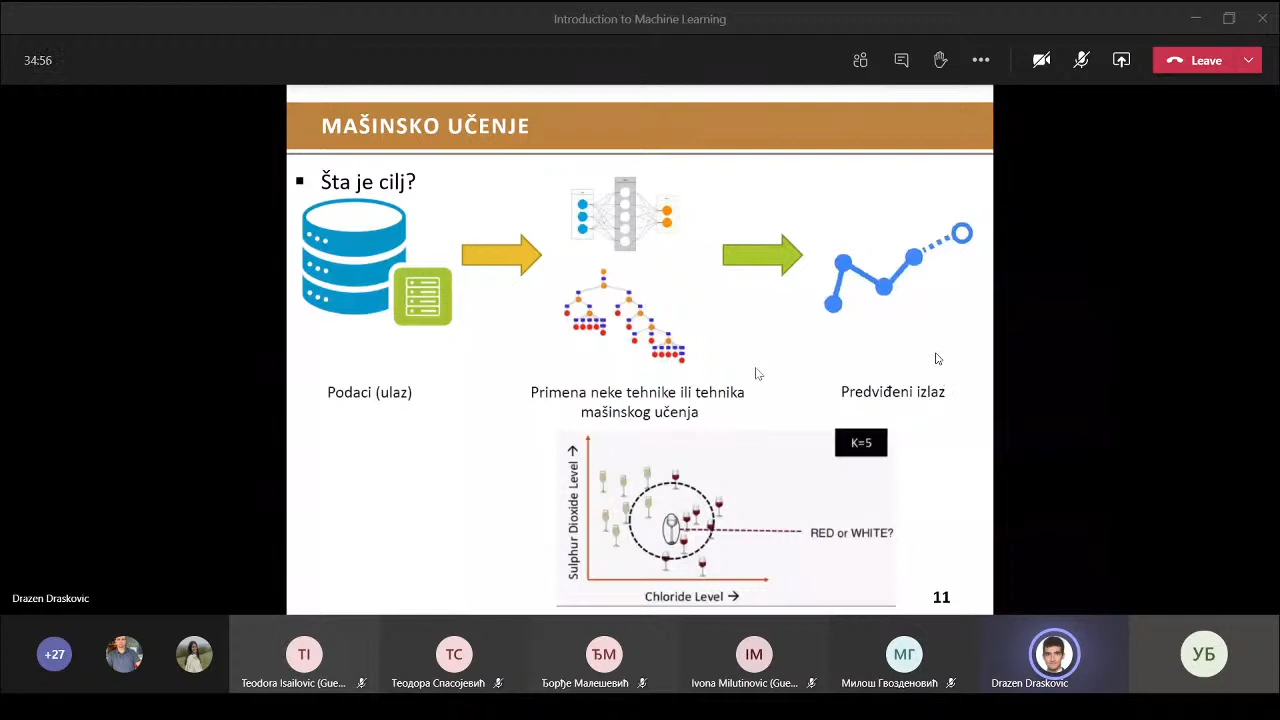 Introduction to Machine Learning
34:56
Leave
MAŠINSKO UČENJE
Šta je cilj?
Podaci (ulaz)
Primena neke tehnike ili tehnika
mašinskog učenja
Predviđeni izlaz
K=5
Sulphur Dioxide Level →
RED or WHITE?
Chloride Level →
11
Drazen Draskovic
+27
TI
TC
ЂМ
IM
МГ
УБ
Teodora Isailovic (Gue...
Теодора Спасојевић
Ђорђе Малешевић
Ivona Milutinovic (Gue...
Милош Гвозденовић
Drazen Draskovic